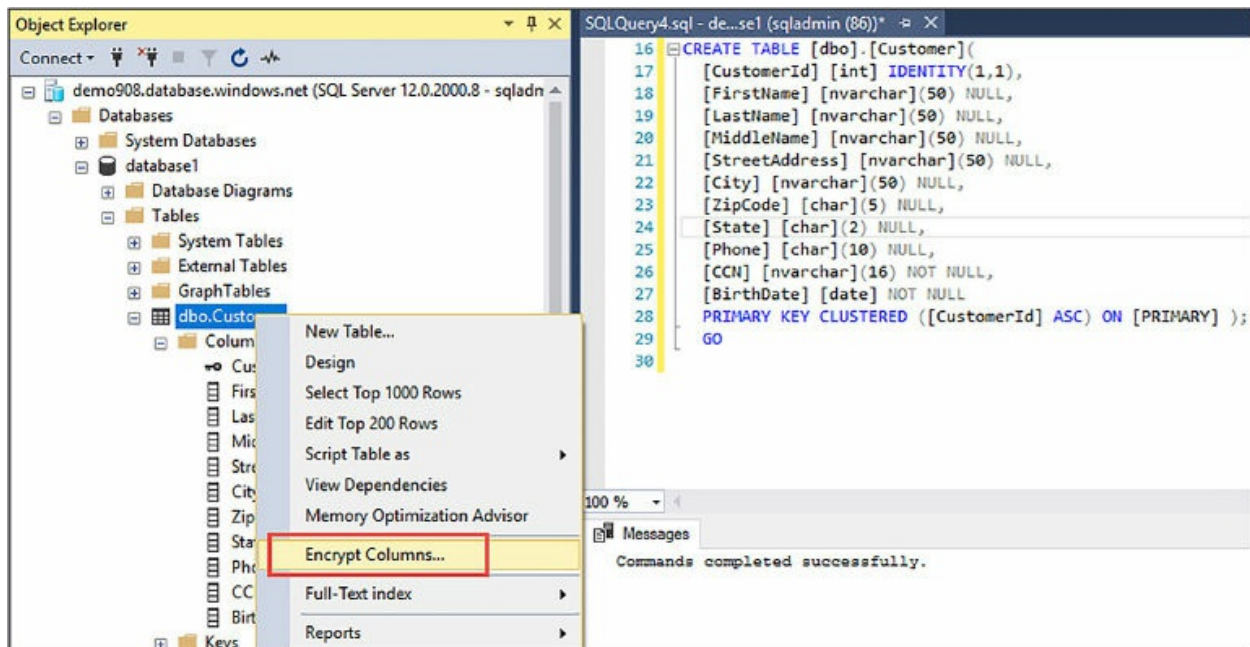 Object Explorer
Connect
demo908.database.windows.net (SQL Server 12.0.2000.8 - sqladn
Databases
System Databases
database1
Database Diagrams
Tables
System Tables
External Tables
GraphTables
dbo.Custo
Colum
Cus
Firs
Las
Mid
Stre
City
Zip
Sta
Pho
CC
Birt
Keys
New Table...
Design
Select Top 1000 Rows
Edit Top 200 Rows
Script Table as
View Dependencies
Memory Optimization Advisor
Encrypt Columns...
Full-Text index
Reports
SQLQuery4.sql - de...se1 (sqladmin (86))*
16 CREATE TABLE [dbo].[Customer](
17 [CustomerId] [int] IDENTITY(1,1),
18 [FirstName] [nvarchar](50) NULL,
19 [LastName] [nvarchar](50) NULL,
20 [MiddleName] [nvarchar](50) NULL,
21 [StreetAddress] [nvarchar](50) NULL,
22 [City] [nvarchar](50) NULL,
23 [ZipCode] [char](5) NULL,
24 [State] [char](2) NULL,
25 [Phone] [char](10) NULL,
26 [CCN] [nvarchar](16) NOT NULL,
27 [BirthDate] [date] NOT NULL
28 PRIMARY KEY CLUSTERED ([CustomerId] ASC) ON [PRIMARY] );
29 GO
30
100 %
Messages
Commands completed successfully.